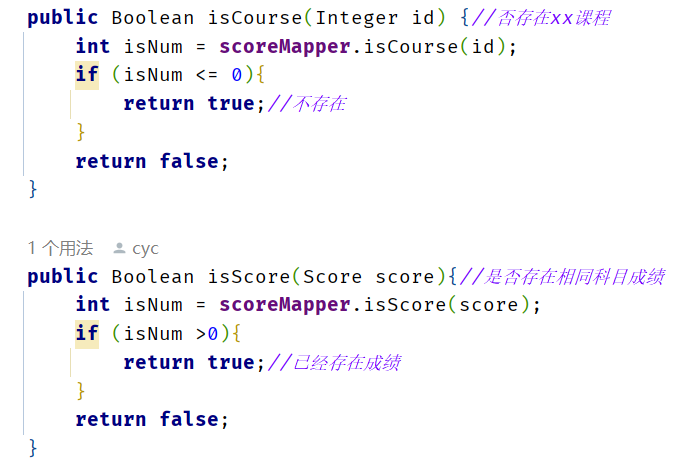 public Boolean isCourse(Integer id) {//否存在xx课程
    int isNum = scoreMapper.isCourse(id);
    if (isNum <= 0){
        return true;//不存在
    }
    return false;
}
1 个用法 cyc
public Boolean isScore(Score score){//是否存在相同科目成绩
    int isNum = scoreMapper.isScore(score);
    if (isNum >0){
        return true;//已经存在成绩
    }
    return false;
}